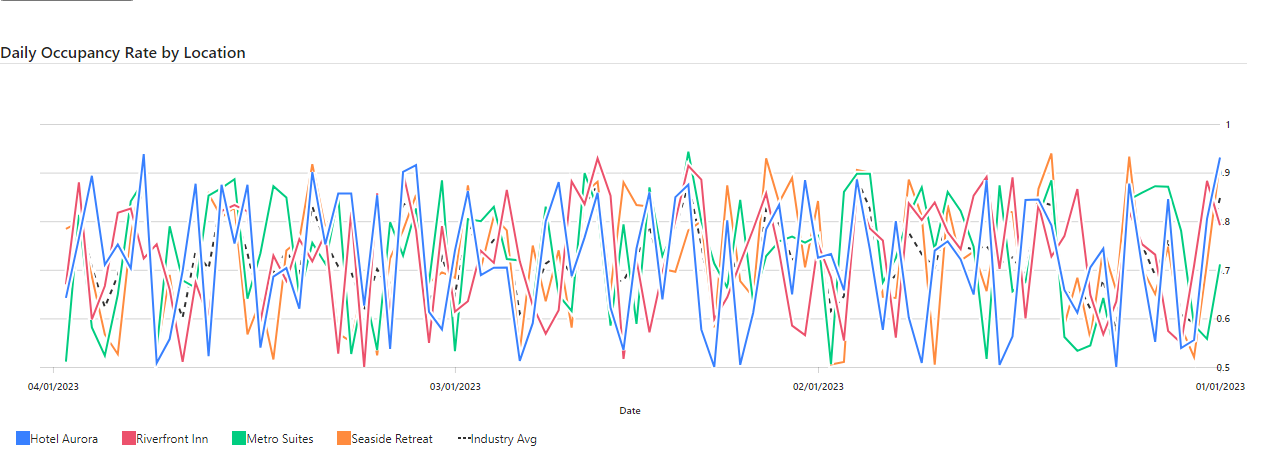 Daily Occupancy Rate by Location
1
.9
.8
.7
0.6
0.5
04/01/2023 03/01/2023 02/01/2023 01/01/2023
Date
Hotel Aurora Riverfront Inn Metro Suites Seaside Retreat Industry Avg